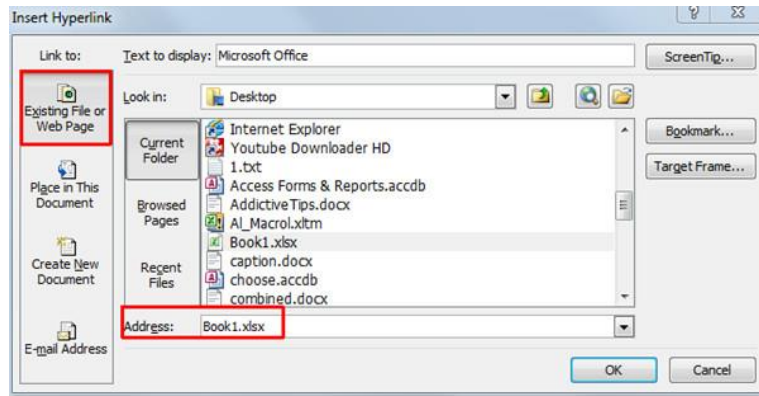 Insert Hyperlink
Link to:
Text to display: Microsoft Office
ScreenTip...
Existing File or
Web Page
Look in:
Desktop
Current
Folder
Internet Explorer
Youtube Downloader HD
1.txt
Access Forms & Reports.accdb
AddictiveTips.docx
Al_Macrol.xltm
Book1.xlsx
caption.docx
choose.accdb
combined.docx
Bookmark...
Target Frame...
Place in This
Document
Browsed
Pages
Create New
Document
Recent
Files
Address:
Book1.xlsx
E-mail Address
OK
Cancel